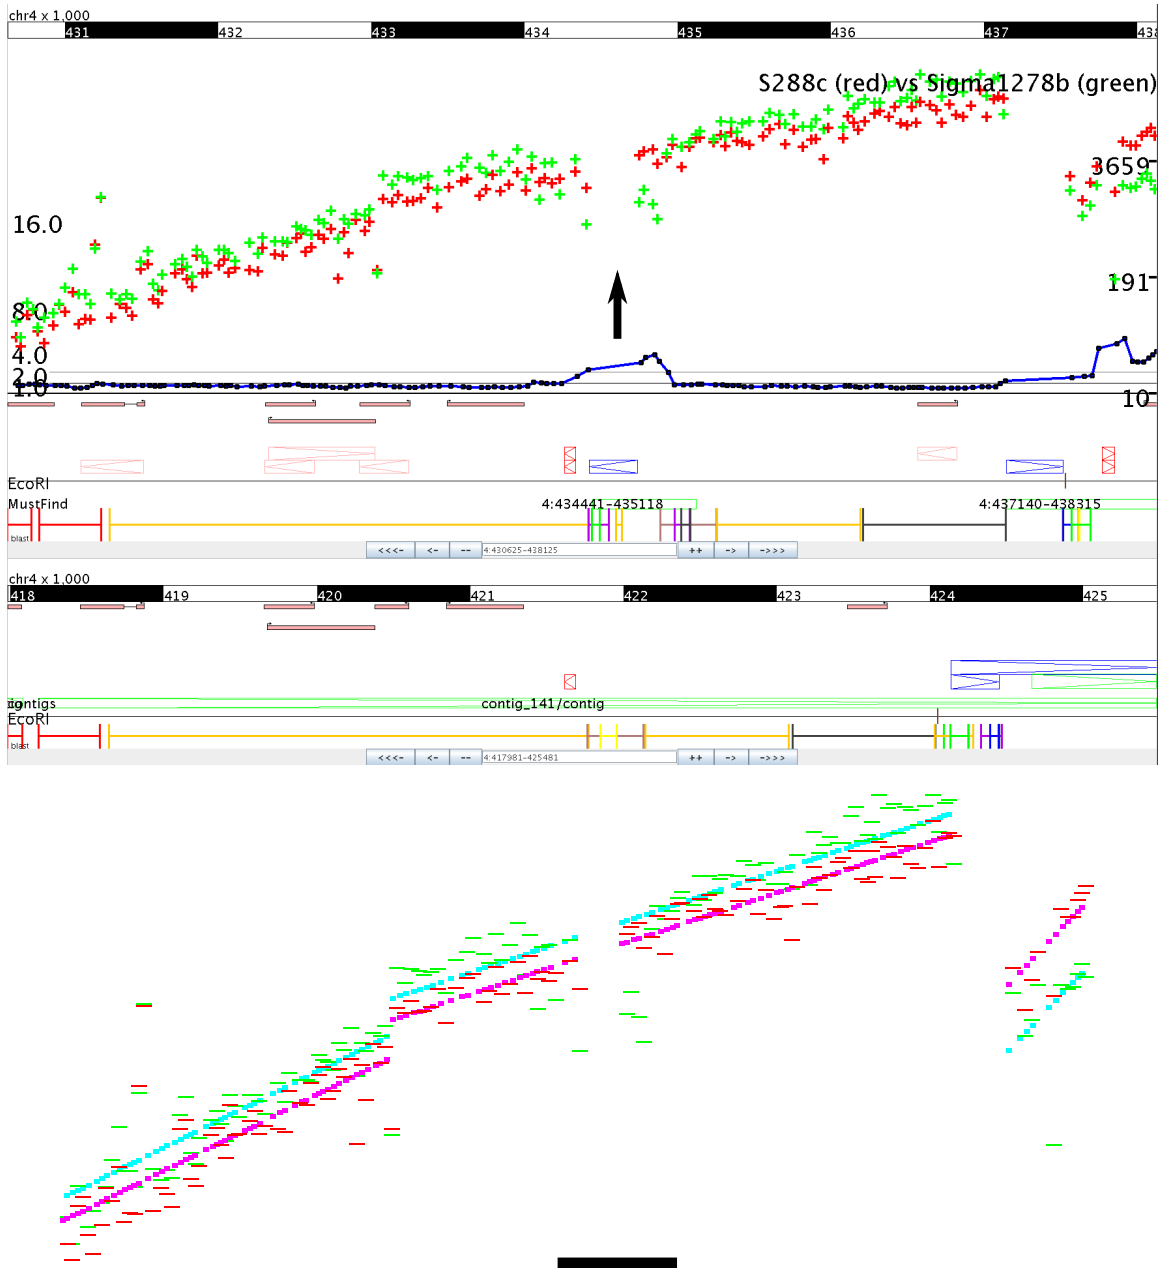 chr4 x 1,000
431 432 433 434 435 436 437 438
S288c (red) vs Sigma1278b (green)
3659
16.0
191
8.0
4.0
2.0
1.0
10
EcoRI
MustFind 4:434441-435118 4:437140-438315
blast
<<<- <- -- 4:430625-438125 ++ -> ->>>
chr4 x 1,000
418 419 420 421 422 423 424 425
contigs contig_141/contig
EcoRI
blast
<<<- <- -- 4:417981-425481 ++ -> ->>>